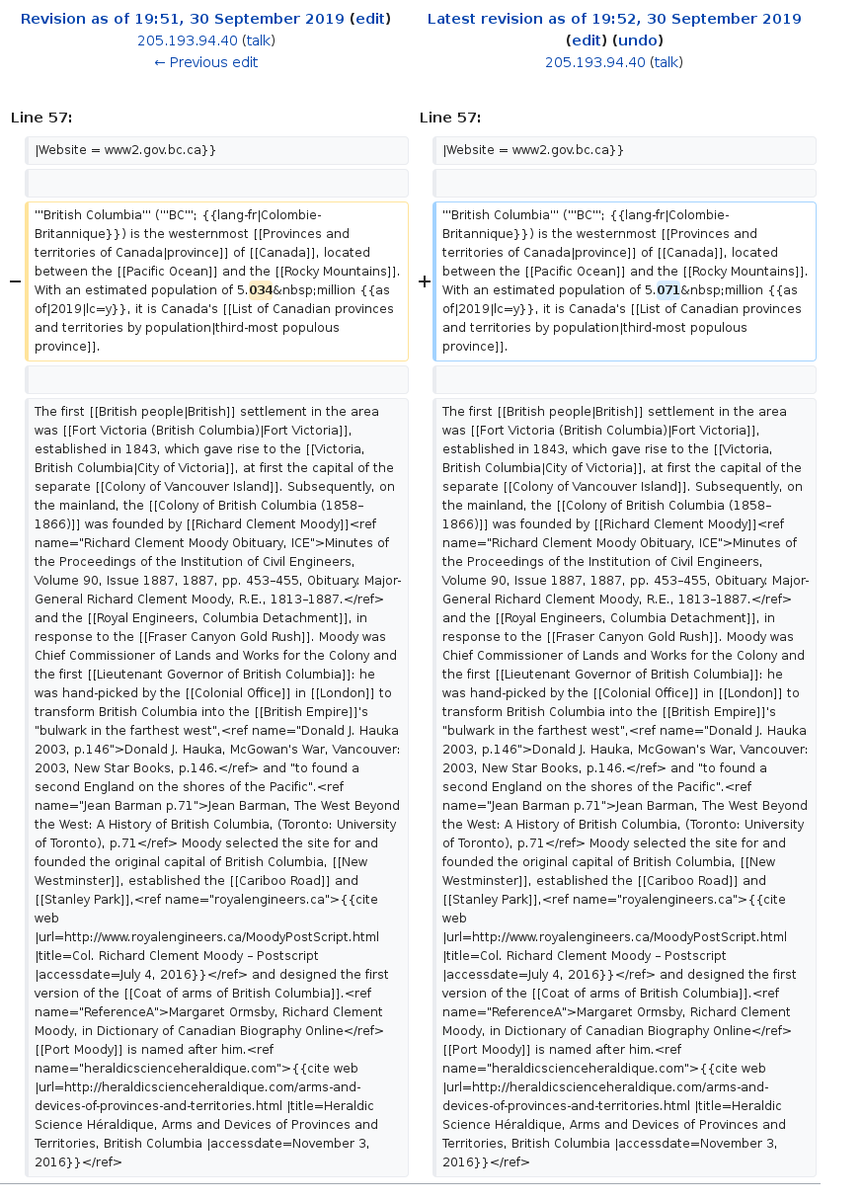 Revision as of 19:51, 30 September 2019 (edit)
205.193.94.40 (talk)
← Previous edit
Latest revision as of 19:52, 30 September 2019
(edit) (undo)
205.193.94.40 (talk)
Line 57:
Line 57:
|Website = www2.gov.bc.ca}}
|Website = www2.gov.bc.ca}}
−
'''British Columbia''' ('''BC'''; {{lang-fr|Colombie-
Britannique}}) is the westernmost [[Provinces and
territories of Canada|province]] of [[Canada]], located
between the [[Pacific Ocean]] and the [[Rocky Mountains]].
With an estimated population of 5.034&nbsp;million {{as
of|2019|lc=y}}, it is Canada's [[List of Canadian provinces
and territories by population|third-most populous
province]].
+
'''British Columbia''' ('''BC'''; {{lang-fr|Colombie-
Britannique}}) is the westernmost [[Provinces and
territories of Canada|province]] of [[Canada]], located
between the [[Pacific Ocean]] and the [[Rocky Mountains]].
With an estimated population of 5.071&nbsp;million {{as
of|2019|lc=y}}, it is Canada's [[List of Canadian provinces
and territories by population|third-most populous
province]].
The first [[British people|British]] settlement in the area
was [[Fort Victoria (British Columbia)|Fort Victoria]],
established in 1843, which gave rise to the [[Victoria,
British Columbia|City of Victoria]], at first the capital of the
separate [[Colony of Vancouver Island]]. Subsequently, on
the mainland, the [[Colony of British Columbia (1858–
1866)]] was founded by [[Richard Clement Moody]]<ref
name="Richard Clement Moody Obituary, ICE">Minutes of
the Proceedings of the Institution of Civil Engineers,
Volume 90, Issue 1887, 1887, pp. 453–455, Obituary. Major-
General Richard Clement Moody, R.E., 1813–1887.</ref>
and the [[Royal Engineers, Columbia Detachment]], in
response to the [[Fraser Canyon Gold Rush]]. Moody was
Chief Commissioner of Lands and Works for the Colony and
the first [[Lieutenant Governor of British Columbia]]: he
was hand-picked by the [[Colonial Office]] in [[London]] to
transform British Columbia into the [[British Empire]]'s
"bulwark in the farthest west",<ref name="Donald J. Hauka
2003, p.146">Donald J. Hauka, McGowan's War, Vancouver:
2003, New Star Books, p.146.</ref> and "to found a
second England on the shores of the Pacific".<ref
name="Jean Barman p.71">Jean Barman, The West Beyond
the West: A History of British Columbia, (Toronto: University
of Toronto), p.71</ref> Moody selected the site for and
founded the original capital of British Columbia, [[New
Westminster]], established the [[Cariboo Road]] and
[[Stanley Park]],<ref name="royalengineers.ca">{{cite
web
|url=http://www.royalengineers.ca/MoodyPostScript.html
|title=Col. Richard Clement Moody – Postscript
|accessdate=July 4, 2016}}</ref> and designed the first
version of the [[Coat of arms of British Columbia]].<ref
name="ReferenceA">Margaret Ormsby, Richard Clement
Moody, in Dictionary of Canadian Biography Online</ref>
[[Port Moody]] is named after him.<ref
name="heraldicscienceheraldique.com">{{cite web
|url=http://heraldicscienceheraldique.com/arms-and-
devices-of-provinces-and-territories.html |title=Heraldic
Science Héraldique, Arms and Devices of Provinces and
Territories, British Columbia |accessdate=November 3,
2016}}</ref>
The first [[British people|British]] settlement in the area
was [[Fort Victoria (British Columbia)|Fort Victoria]],
established in 1843, which gave rise to the [[Victoria,
British Columbia|City of Victoria]], at first the capital of the
separate [[Colony of Vancouver Island]]. Subsequently, on
the mainland, the [[Colony of British Columbia (1858–
1866)]] was founded by [[Richard Clement Moody]]<ref
name="Richard Clement Moody Obituary, ICE">Minutes of
the Proceedings of the Institution of Civil Engineers,
Volume 90, Issue 1887, 1887, pp. 453–455, Obituary. Major-
General Richard Clement Moody, R.E., 1813–1887.</ref>
and the [[Royal Engineers, Columbia Detachment]], in
response to the [[Fraser Canyon Gold Rush]]. Moody was
Chief Commissioner of Lands and Works for the Colony and
the first [[Lieutenant Governor of British Columbia]]: he
was hand-picked by the [[Colonial Office]] in [[London]] to
transform British Columbia into the [[British Empire]]'s
"bulwark in the farthest west",<ref name="Donald J. Hauka
2003, p.146">Donald J. Hauka, McGowan's War, Vancouver:
2003, New Star Books, p.146.</ref> and "to found a
second England on the shores of the Pacific".<ref
name="Jean Barman p.71">Jean Barman, The West Beyond
the West: A History of British Columbia, (Toronto: University
of Toronto), p.71</ref> Moody selected the site for and
founded the original capital of British Columbia, [[New
Westminster]], established the [[Cariboo Road]] and
[[Stanley Park]],<ref name="royalengineers.ca">{{cite
web
|url=http://www.royalengineers.ca/MoodyPostScript.html
|title=Col. Richard Clement Moody – Postscript
|accessdate=July 4, 2016}}</ref> and designed the first
version of the [[Coat of arms of British Columbia]].<ref
name="ReferenceA">Margaret Ormsby, Richard Clement
Moody, in Dictionary of Canadian Biography Online</ref>
[[Port Moody]] is named after him.<ref
name="heraldicscienceheraldique.com">{{cite web
|url=http://heraldicscienceheraldique.com/arms-and-
devices-of-provinces-and-territories.html |title=Heraldic
Science Héraldique, Arms and Devices of Provinces and
Territories, British Columbia |accessdate=November 3,
2016}}</ref>